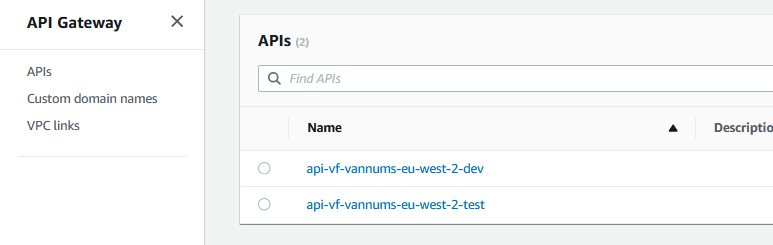 API Gateway
APIs
Custom domain names
VPC links
APIs (2)
Find APIs
Name
Descriptio
api-vf-vannums-eu-west-2-dev
api-vf-vannums-eu-west-2-test